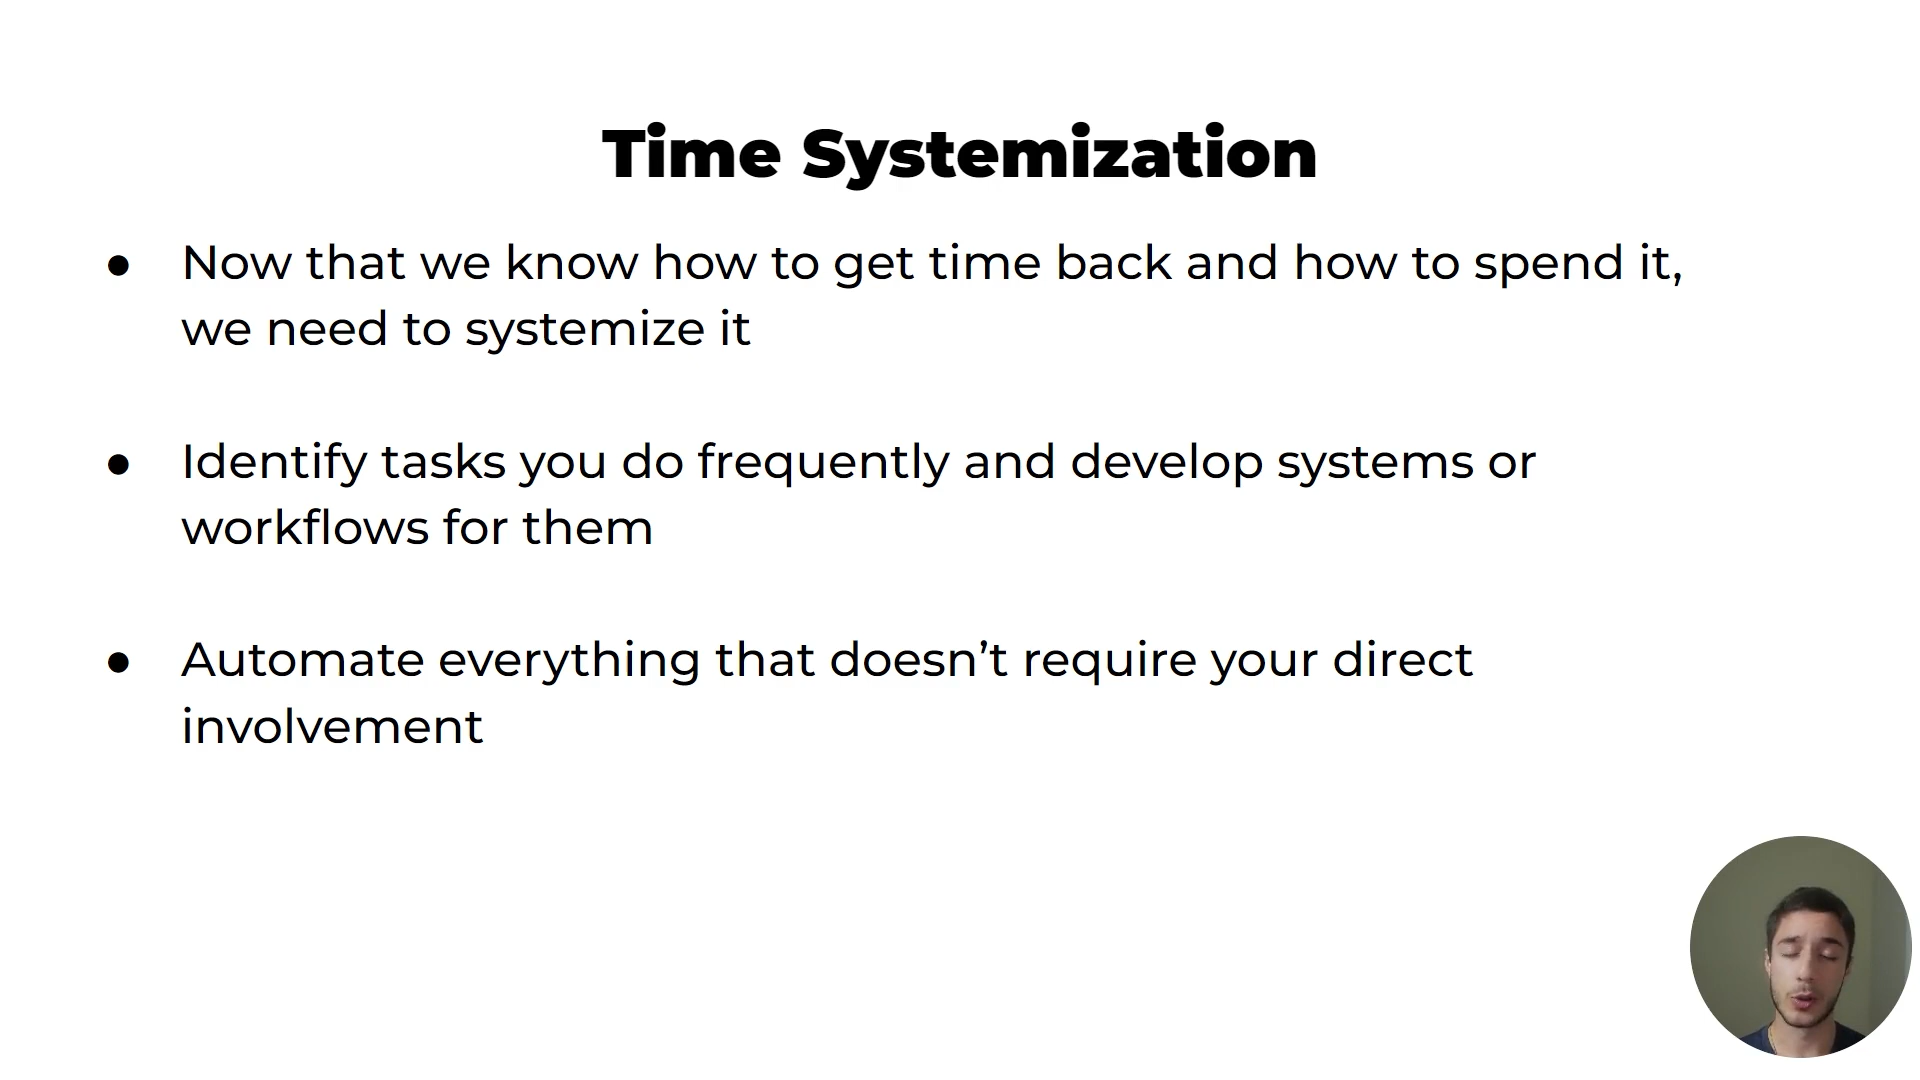 Time Systemization
● Now that we know how to get time back and how to spend it,
we need to systemize it
● Identify tasks you do frequently and develop systems or
workflows for them
● Automate everything that doesn’t require your direct
involvement